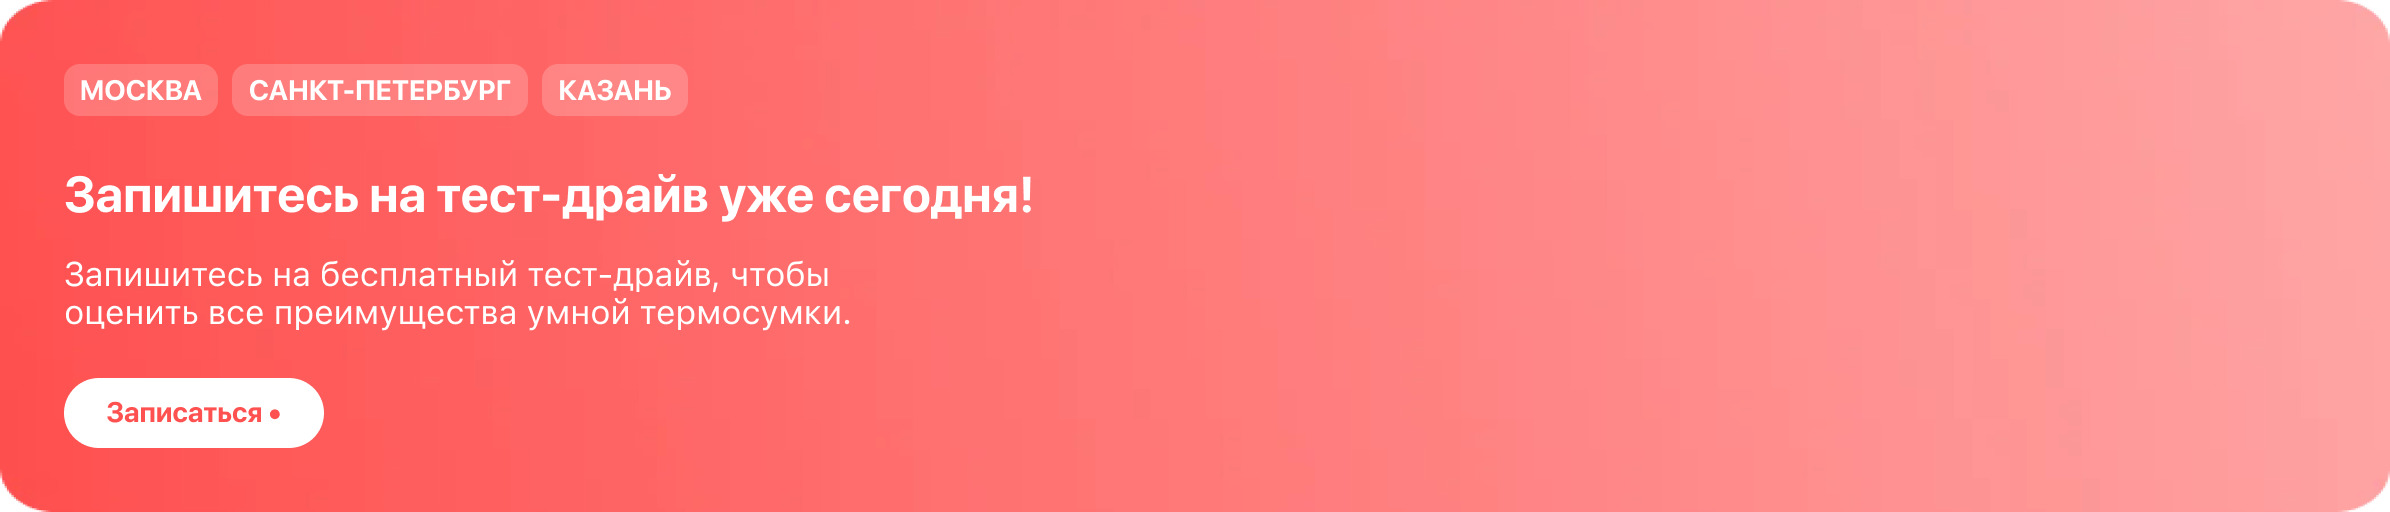 МОСКВА САНКТ-ПЕТЕРБУРГ КАЗАНЬ
Запишитесь на тест-драйв уже сегодня!
Запишитесь на бесплатный тест-драйв, чтобы
оценить все преимущества умной термосумки.
Записаться •